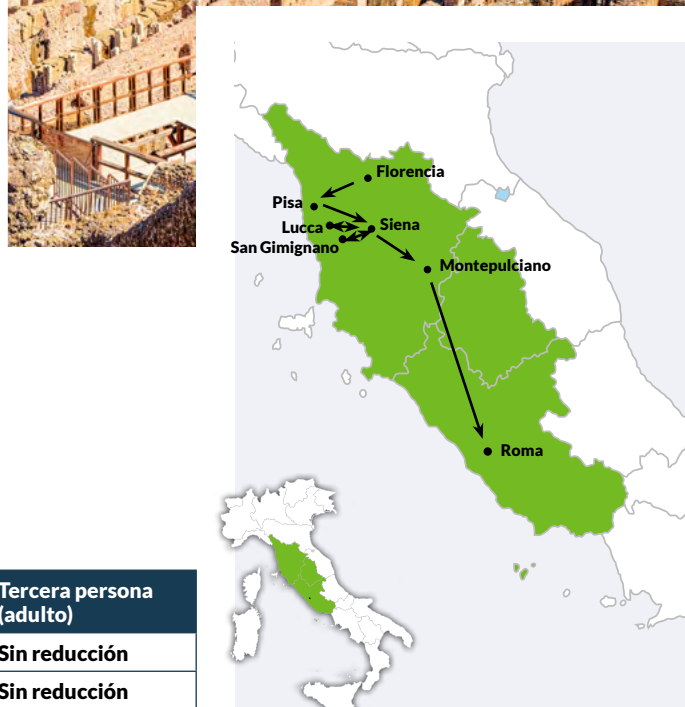 Florencia
Pisa
Lucca
Siena
San Gimignano
Montepulciano
Roma
Tercera persona
(adulto)
Sin reducción
Sin reducción